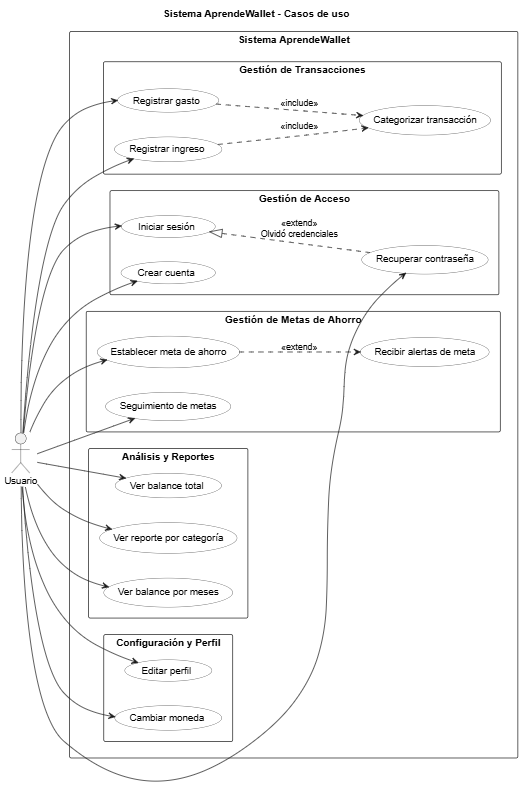 Sistema AprendeWallet - Casos de uso
Sistema AprendeWallet
Gestión de Transacciones
Registrar gasto
«include»
Categorizar transacción
«include»
Registrar ingreso
Gestión de Acceso
Iniciar sesión
«extend»
Olvidó credenciales
Recuperar contraseña
Crear cuenta
Gestión de Metas de Ahorro
Establecer meta de ahorro
«extend»
Recibir alertas de meta
Seguimiento de metas
Usuario
Análisis y Reportes
Ver balance total
Ver reporte por categoría
Ver balance por meses
Configuración y Perfil
Editar perfil
Cambiar moneda